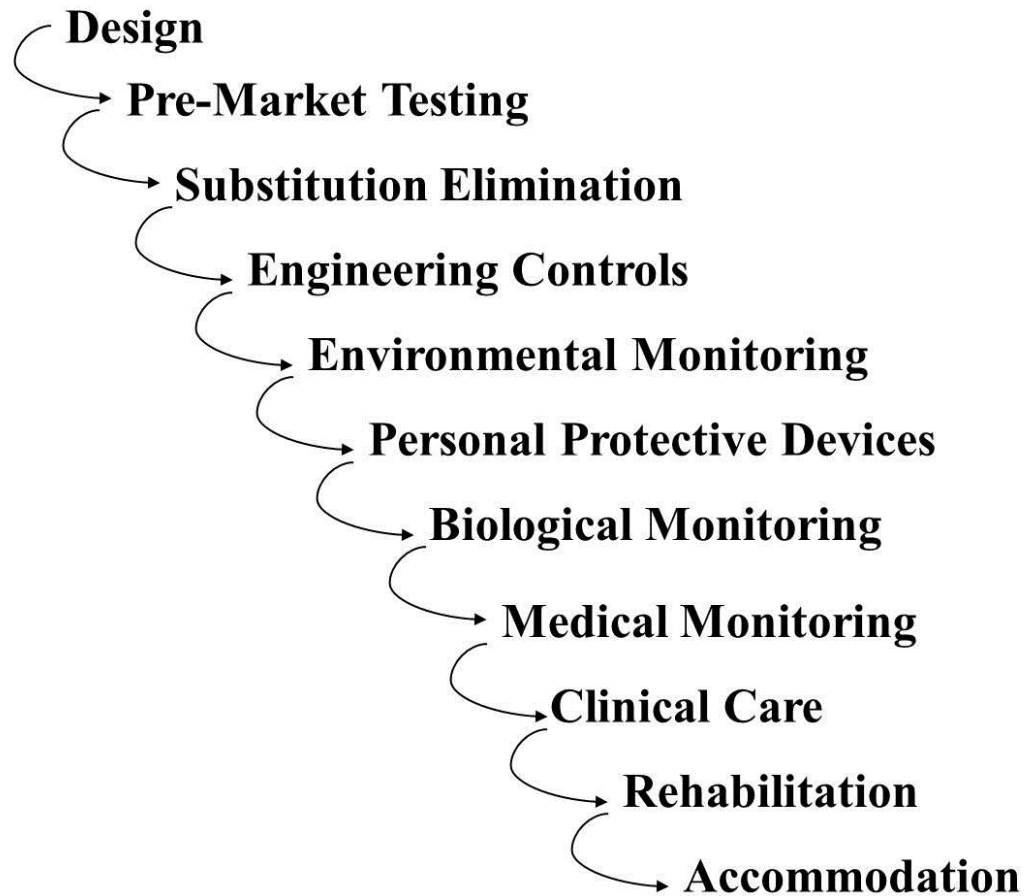 Design
Pre-Market Testing
Substitution Elimination
Engineering Controls
Environmental Monitoring
Personal Protective Devices
Biological Monitoring
Medical Monitoring
Clinical Care
Rehabilitation
Accommodation